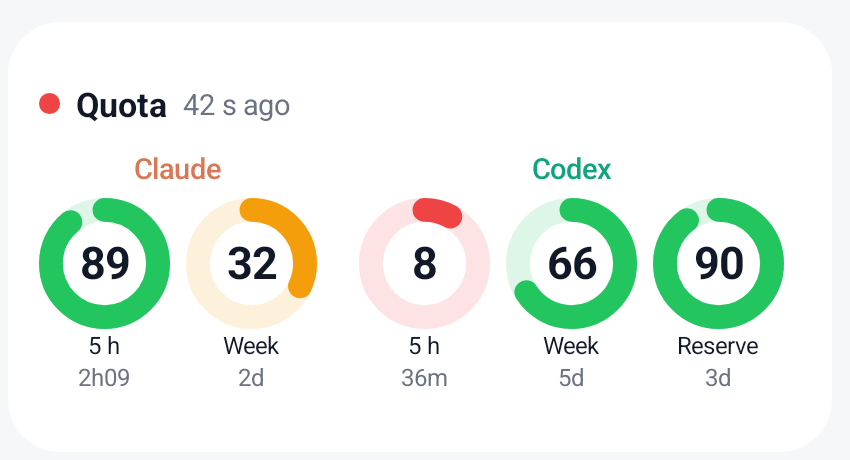 Quota 42 s ago
Claude Codex
89 32 8 66 90
5 h Week 5 h Week Reserve
2h09 2d 36m 5d 3d